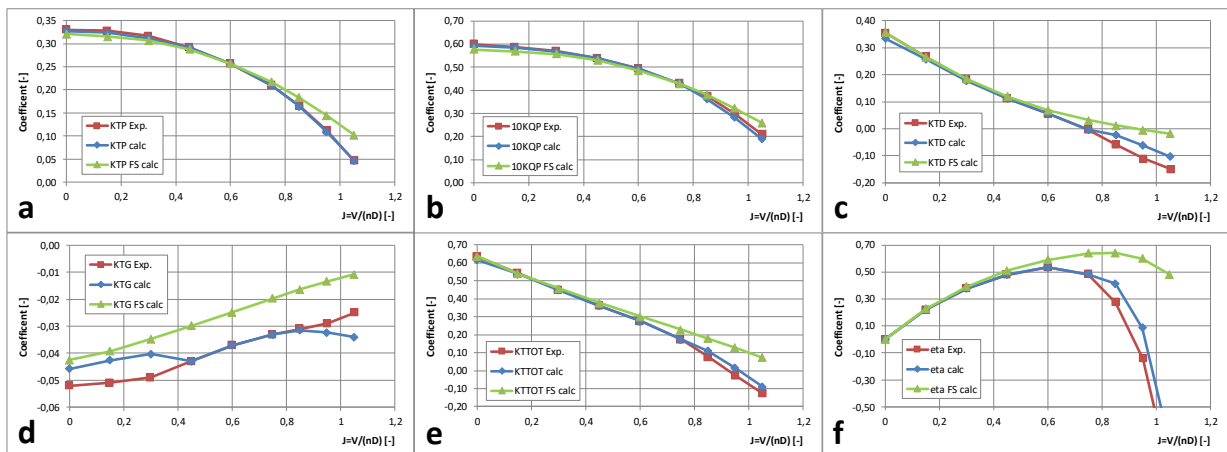 0,35
0,30
0,25
0,20
0,15
0,10
0,05
0,00
Coefficent [-]
KTP Exp.
KTP calc
KTP FS calc
0 0,2 0,4 0,6 0,8 1 1,2
J=V/(nD) [-]
a
0,70
0,60
0,50
0,40
0,30
0,20
0,10
0,00
Coefficent [-]
10KQP Exp.
10KQP calc
10KQP FS calc
0 0,2 0,4 0,6 0,8 1 1,2
J=V/(nD) [-]
b
0,40
0,30
0,20
0,10
0,00
-0,10
-0,20
Coefficent [-]
KTD Exp.
KTD calc
KTD FS calc
0 0,2 0,4 0,6 0,8 1 1,2
J=V/(nD) [-]
c
0,00
-0,01
-0,02
-0,03
-0,04
-0,05
-0,06
Coefficent [-]
KTG Exp.
KTG calc
KTG FS calc
0 0,2 0,4 0,6 0,8 1 1,2
J=V/(nD) [-]
d
0,70
0,60
0,50
0,40
0,30
0,20
0,10
0,00
-0,10
-0,20
Coefficent [-]
KTTOT Exp.
KTTOT calc
KTTOT FS calc
0 0,2 0,4 0,6 0,8 1 1,2
J=V/(nD) [-]
e
0,70
0,50
0,30
0,10
-0,10
-0,30
-0,50
Coefficent [-]
eta Exp.
eta calc
eta FS calc
0 0,2 0,4 0,6 0,8 1 1,2
J=V/(nD) [-]
f